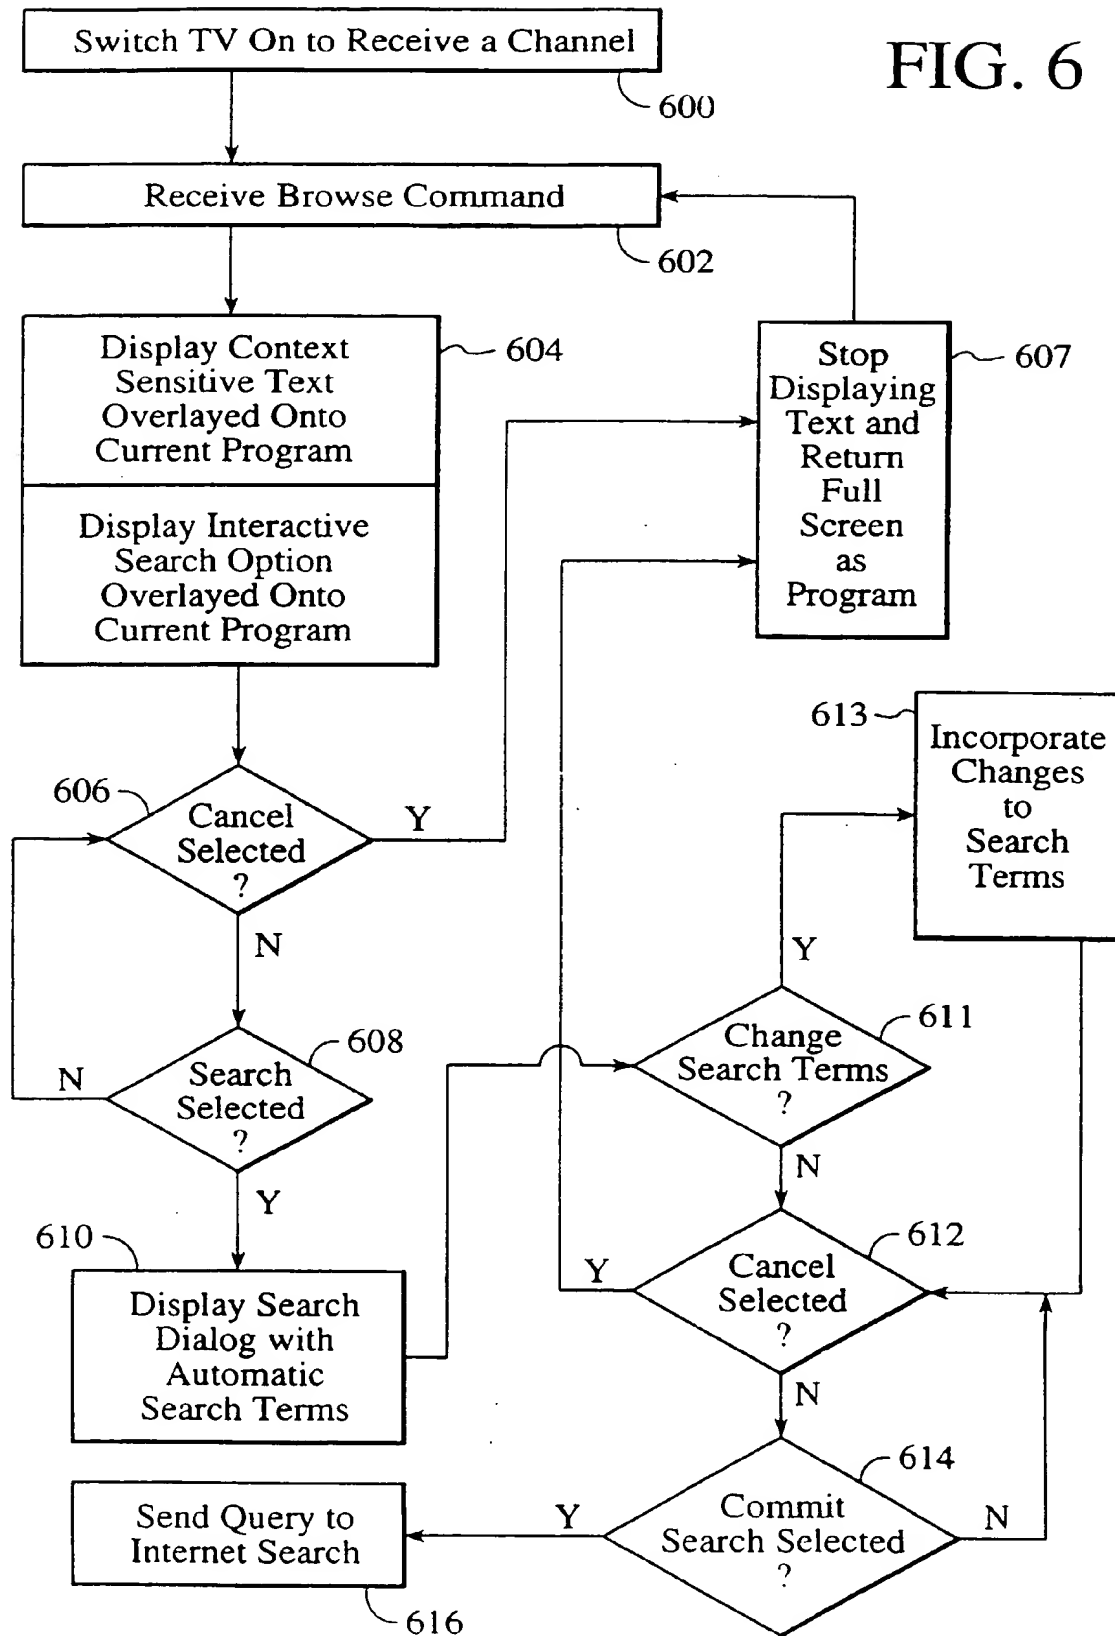 FIG. 6
Switch TV On to Receive a Channel
600
Receive Browse Command
602
Display Context
Sensitive Text
Overlayed Onto
Current Program
604
Display Interactive
Search Option
Overlayed Onto
Current Program
Stop
Displaying
Text and
Return
Full
Screen
as
Program
607
606
Cancel
Selected
?
Y
N
608
Search
Selected
?
N
Y
610
Display Search
Dialog with
Automatic
Search Terms
613
Incorporate
Changes
to
Search
Terms
Y
611
Change
Search Terms
?
N
612
Cancel
Selected
?
Y
N
614
Commit
Search Selected
?
Y
N
Send Query to
Internet Search
616